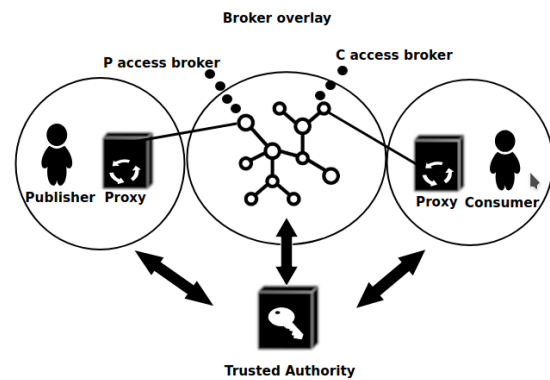 Broker overlay
P access broker
C access broker
Publisher
Proxy
Proxy
Consumer
Trusted Authority